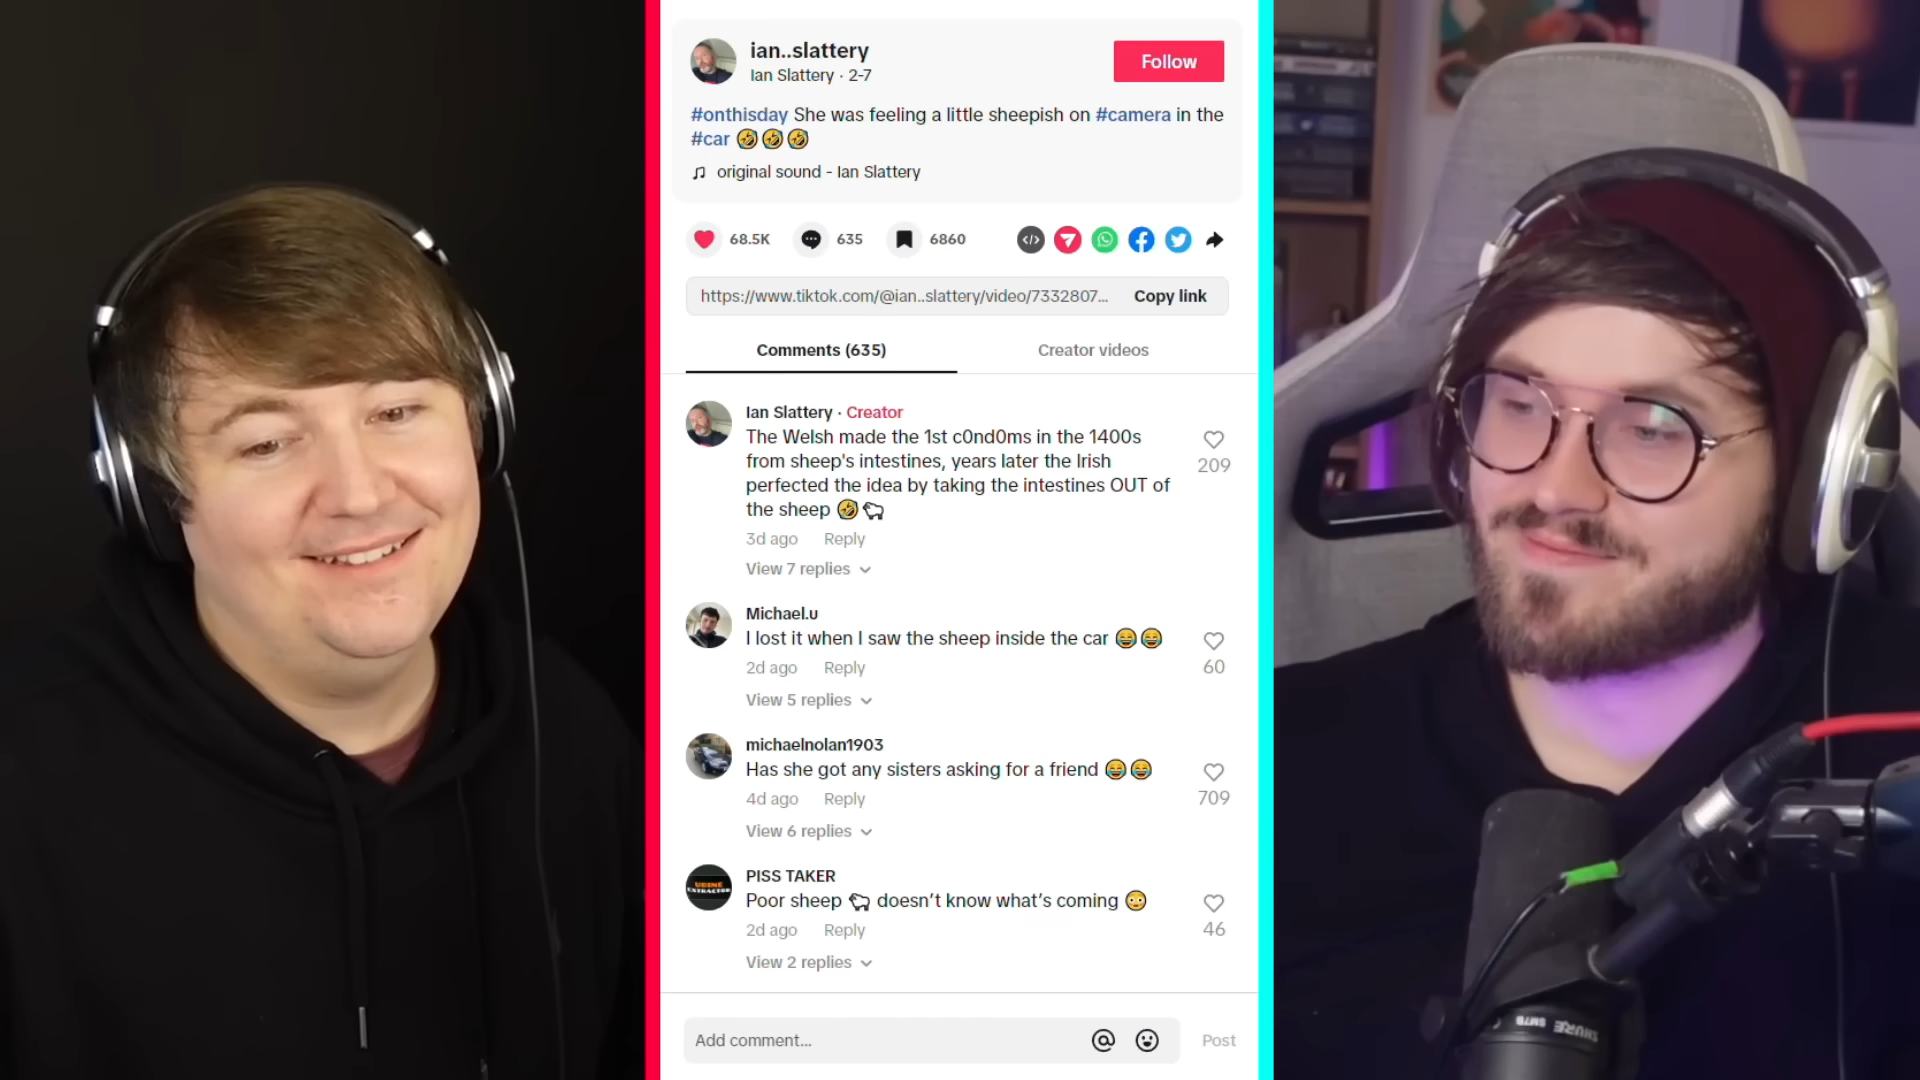 ian..slattery
Ian Slattery · 2-7
Follow
#onthisday She was feeling a little sheepish on #camera in the
#car 🤣🤣🤣
original sound - Ian Slattery
68.5K
635
6860
https://www.tiktok.com/@ian..slattery/video/7332807...
Copy link
Comments (635)
Creator videos
Ian Slattery · Creator
The Welsh made the 1st c0nd0ms in the 1400s
from sheep's intestines, years later the Irish
perfected the idea by taking the intestines OUT of
the sheep 🤣🐑
209
3d ago Reply
View 7 replies
Michael.u
I lost it when I saw the sheep inside the car 😂😂
60
2d ago Reply
View 5 replies
michaelnolan1903
Has she got any sisters asking for a friend 😂😂
709
4d ago Reply
View 6 replies
URINE
EXTRACTOR
PISS TAKER
Poor sheep 🐑 doesn’t know what’s coming 😳
46
2d ago Reply
View 2 replies
Add comment...
Post
SHURE SM7B